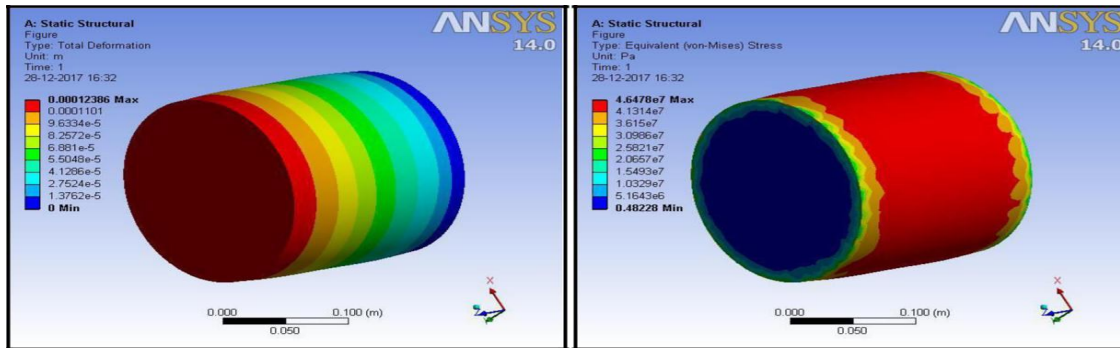 A: Static Structural
Figure
Type: Total Deformation
Unit: m
Time: 1
28-12-2017 16:32
ANSYS
14.0
0.00012386 Max
0.0001101
9.6334e-5
8.2572e-5
6.881e-5
5.5048e-5
4.1286e-5
2.7524e-5
1.3762e-5
0 Min
0.000
0.100 (m)
0.050
X
Z
Y
A: Static Structural
Figure
Type: Equivalent (von-Mises) Stress
Unit: Pa
Time: 1
28-12-2017 16:32
ANSYS
14.0
4.6478e7 Max
4.1314e7
3.615e7
3.0986e7
2.5821e7
2.0657e7
1.5493e7
1.0329e7
5.1643e6
0.48228 Min
0.000
0.100 (m)
0.050
X
Z
Y